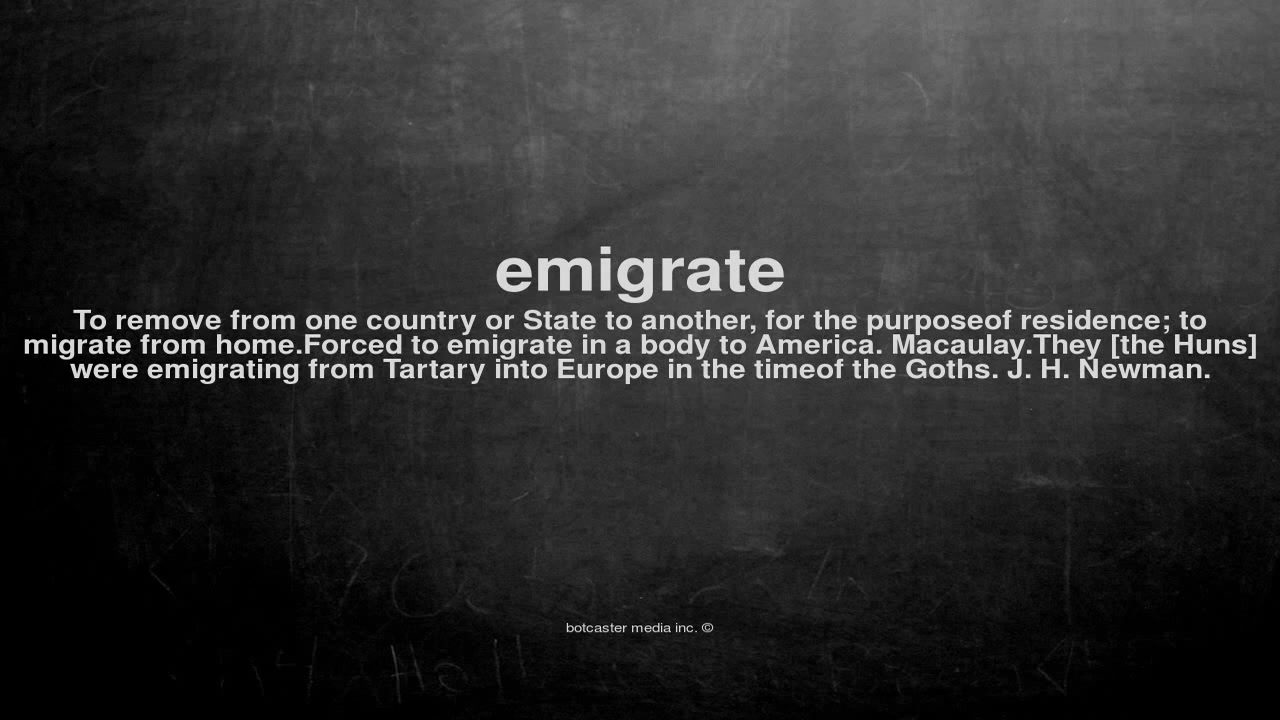 emigrate
To remove from one country or State to another, for the purposeof residence; to
migrate from home.Forced to emigrate in a body to America. Macaulay.They [the Huns]
were emigrating from Tartary into Europe in the timeof the Goths. J. H. Newman.
botcaster media inc. ©